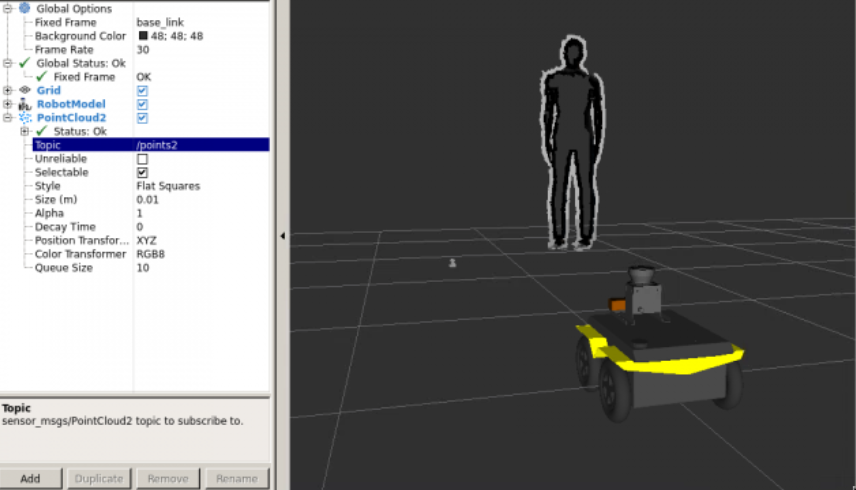 Global Options
Fixed Frame base_link
Background Color 48; 48; 48
Frame Rate 30
Global Status: Ok
Fixed Frame OK
Grid
RobotModel
PointCloud2
Status: Ok
Topic /points2
Unreliable
Selectable
Style Flat Squares
Size (m) 0.01
Alpha 1
Decay Time 0
Position Transfor... XYZ
Color Transformer RGB8
Queue Size 10
Topic
sensor_msgs/PointCloud2 topic to subscribe to.
Add Duplicate Remove Rename